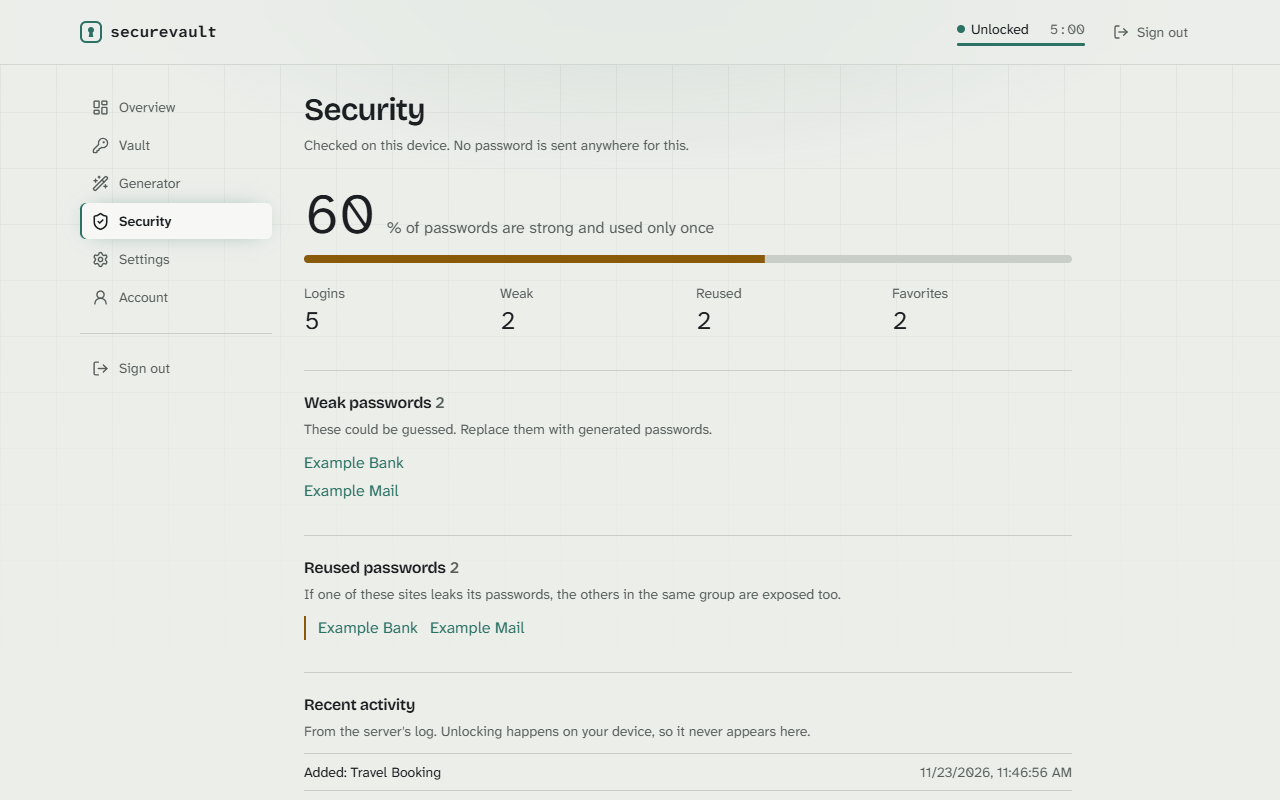 securevault
Unlocked 5:00
Sign out
Overview
Vault
Generator
Security
Settings
Account
Sign out
Security
Checked on this device. No password is sent anywhere for this.
60 % of passwords are strong and used only once
Logins Weak Reused Favorites
5 2 2 2
Weak passwords 2
These could be guessed. Replace them with generated passwords.
Example Bank
Example Mail
Reused passwords 2
If one of these sites leaks its passwords, the others in the same group are exposed too.
Example Bank Example Mail
Recent activity
From the server's log. Unlocking happens on your device, so it never appears here.
Added: Travel Booking 11/23/2026, 11:46:56 AM